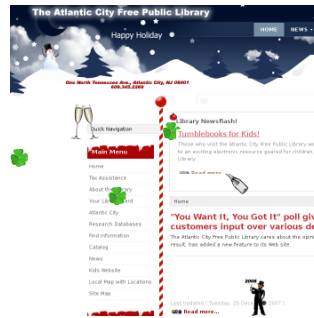 The Atlantic City Free Public Library
Happy Holiday
HOME NEWS
One North Tennessee Ave., Atlantic City, NJ 08401
609.345.2269
Quick Navigation
Main Menu
Home
Tax Assistance
About the Library
Your Library Card
Atlantic City
Research Databases
Find Information
Catalog
News
Kids Website
Local Map with Locations
Site Map
Library Newsflash!
Tumblebooks for Kids!
Those who visit the Atlantic City Free Public Library we
to an exciting electronic resource geared for children.
Library
Read more...
Home
"You Want It, You Got It" poll giv
customers input over various de
The Atlantic City Free Public Library cares about the opin
result, has added a new feature to its Web site.
2008
Last Updated ( Tuesday, 25 Dec 2007 )
Read more...